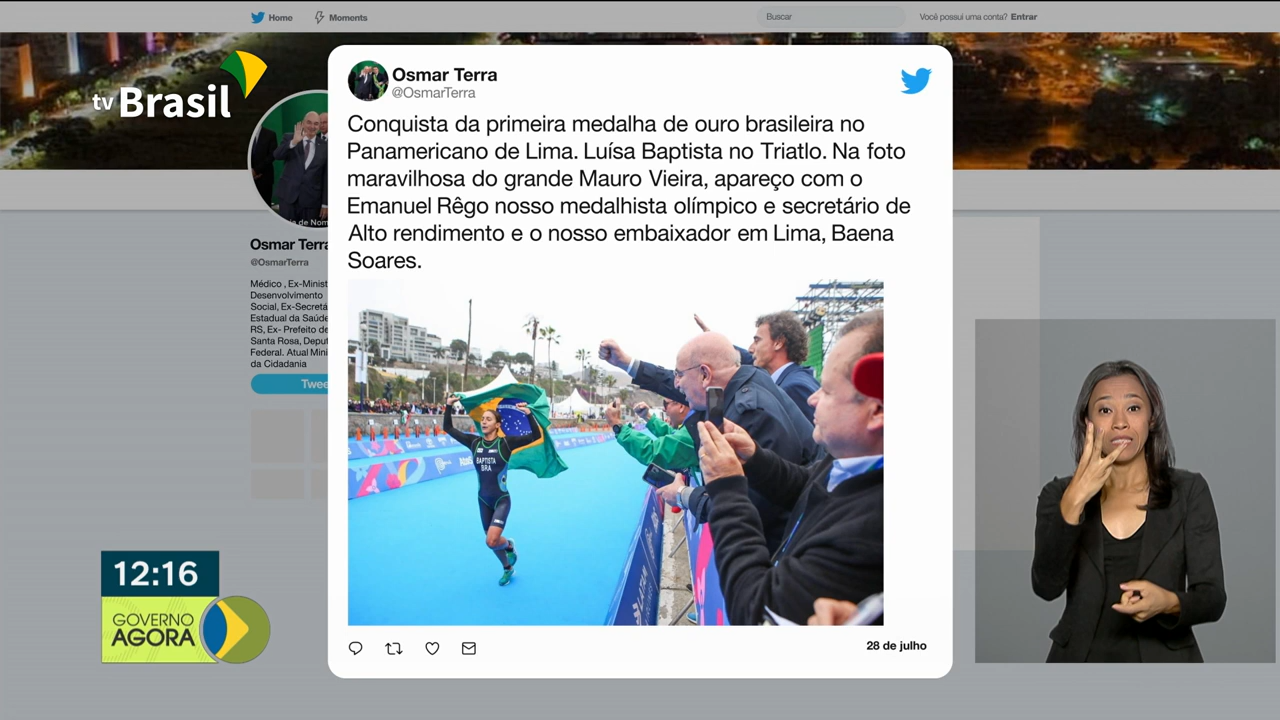 Home
Moments
Buscar
Você possui uma conta? Entrar
tv Brasil
Osmar Terra
@OsmarTerra
Conquista da primeira medalha de ouro brasileira no
Panamericano de Lima. Luísa Baptista no Triatlo. Na foto
maravilhosa do grande Mauro Vieira, apareço com o
Emanuel Rêgo nosso medalhista olímpico e secretário de
Alto rendimento e o nosso embaixador em Lima, Baena
Soares.
BAPTISTA
BRA
28 de julho
de Nom
Osmar Terra
@OsmarTerra
Médico , Ex-Minist
Desenvolvimento
Social, Ex-Secretá
Estadual da Saúde
RS, Ex- Prefeito de
Santa Rosa, Deput
Federal. Atual Mini
da Cidadania
Twee
12:16
GOVERNO
AGORA